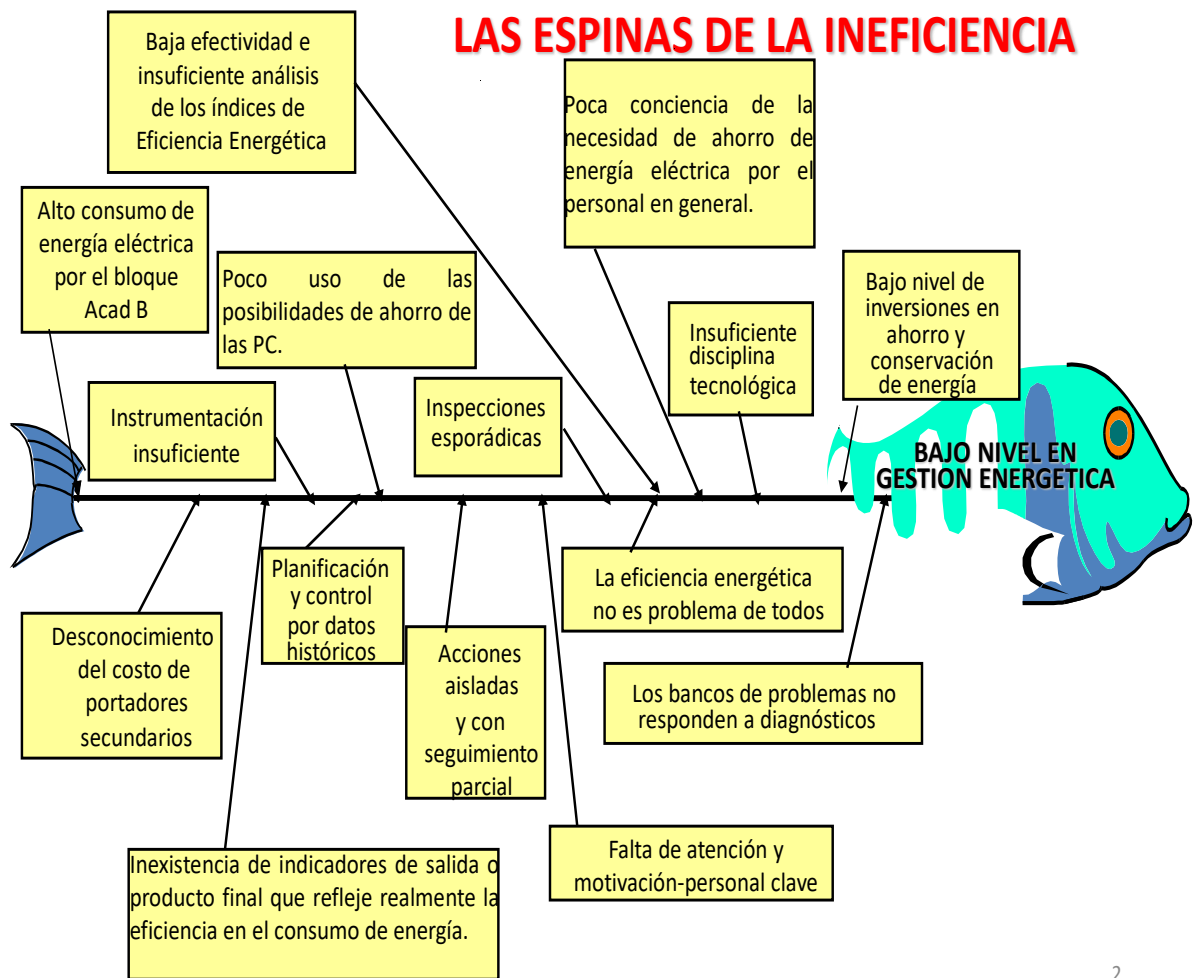 LAS ESPINAS DE LA INEFICIENCIA
Baja efectividad e
insuficiente análisis
de los índices de
Eficiencia Energética
Poca conciencia de la
necesidad de ahorro de
energía eléctrica por el
personal en general.
Alto consumo de
energía eléctrica
por el bloque
Acad B
Poco uso de las
posibilidades de ahorro de
las PC.
Bajo nivel de
inversiones en
ahorro y
conservación
de energía
Insuficiente
disciplina
tecnológica
Instrumentación
insuficiente
Inspecciones
esporádicas
BAJO NIVEL EN
GESTION ENERGETICA
Planificación
y control
por datos
históricos
La eficiencia energética
no es problema de todos
Desconocimiento
del costo de
portadores
secundarios
Acciones
aisladas
y con
seguimiento
parcial
Los bancos de problemas no
responden a diagnósticos
Falta de atención y
motivación-personal clave
Inexistencia de indicadores de salida o
producto final que refleje realmente la
eficiencia en el consumo de energía.
2